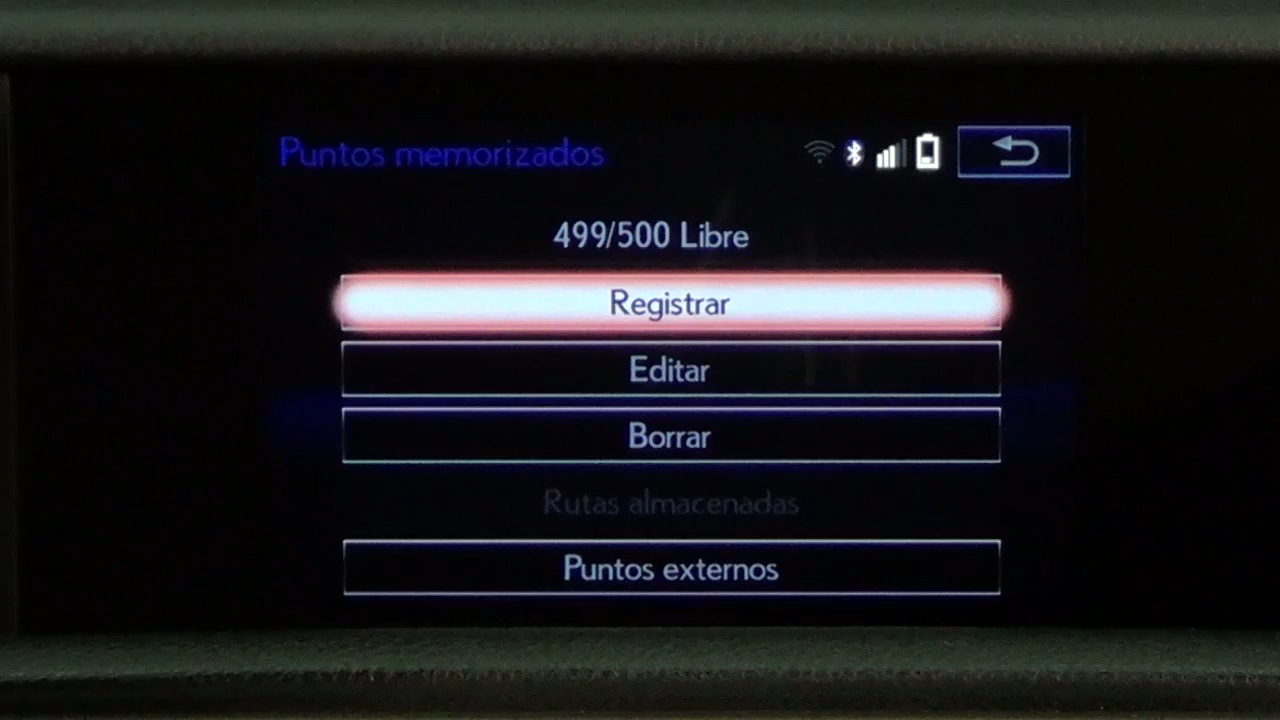 Puntos memorizados
499/500 Libre
Registrar
Editar
Borrar
Rutas almacenadas
Puntos externos